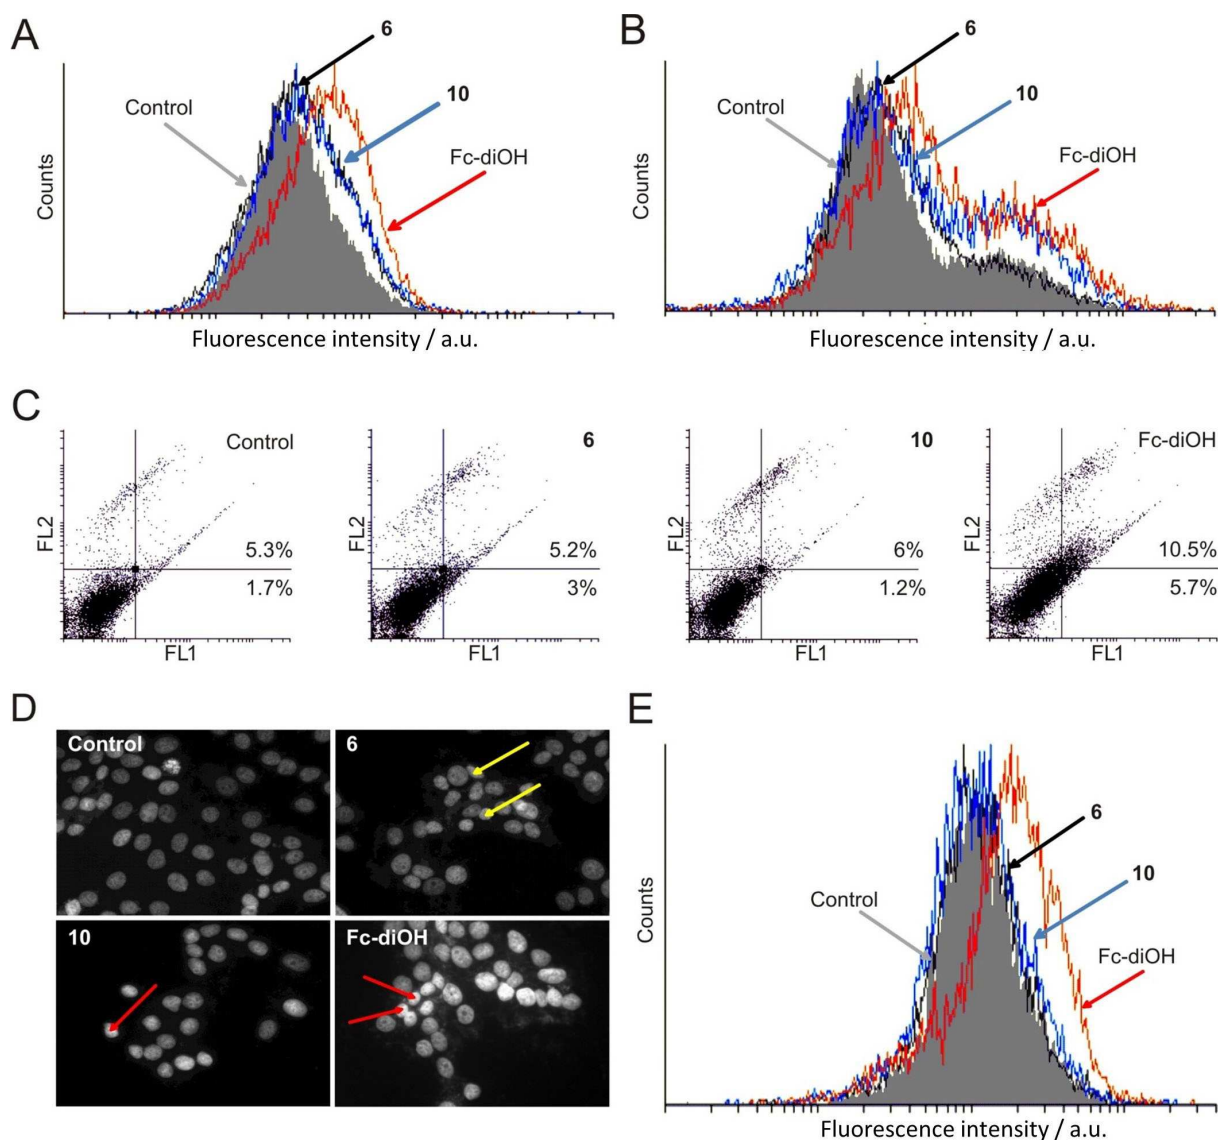 A
6
Control
10
Fc-diOH
Counts
Fluorescence intensity / a.u.
B
6
Control
10
Fc-diOH
Counts
Fluorescence intensity / a.u.
C
Control
FL2
5.3%
1.7%
FL1
6
FL2
5.2%
3%
FL1
10
FL2
6%
1.2%
FL1
Fc-diOH
FL2
10.5%
5.7%
FL1
D
Control
6
10
Fc-diOH
E
6
10
Control
Fc-diOH
Counts
Fluorescence intensity / a.u.